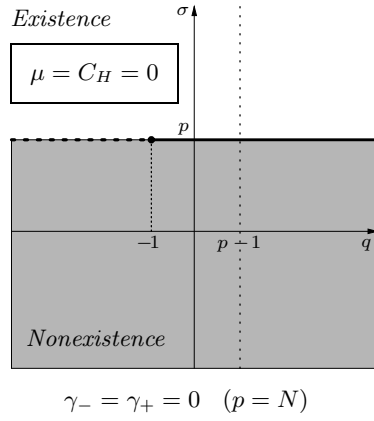 σ
Existence
μ = C_H = 0
p
−1
p − 1
q
Nonexistence
γ₋ = γ₊ = 0 (p = N)